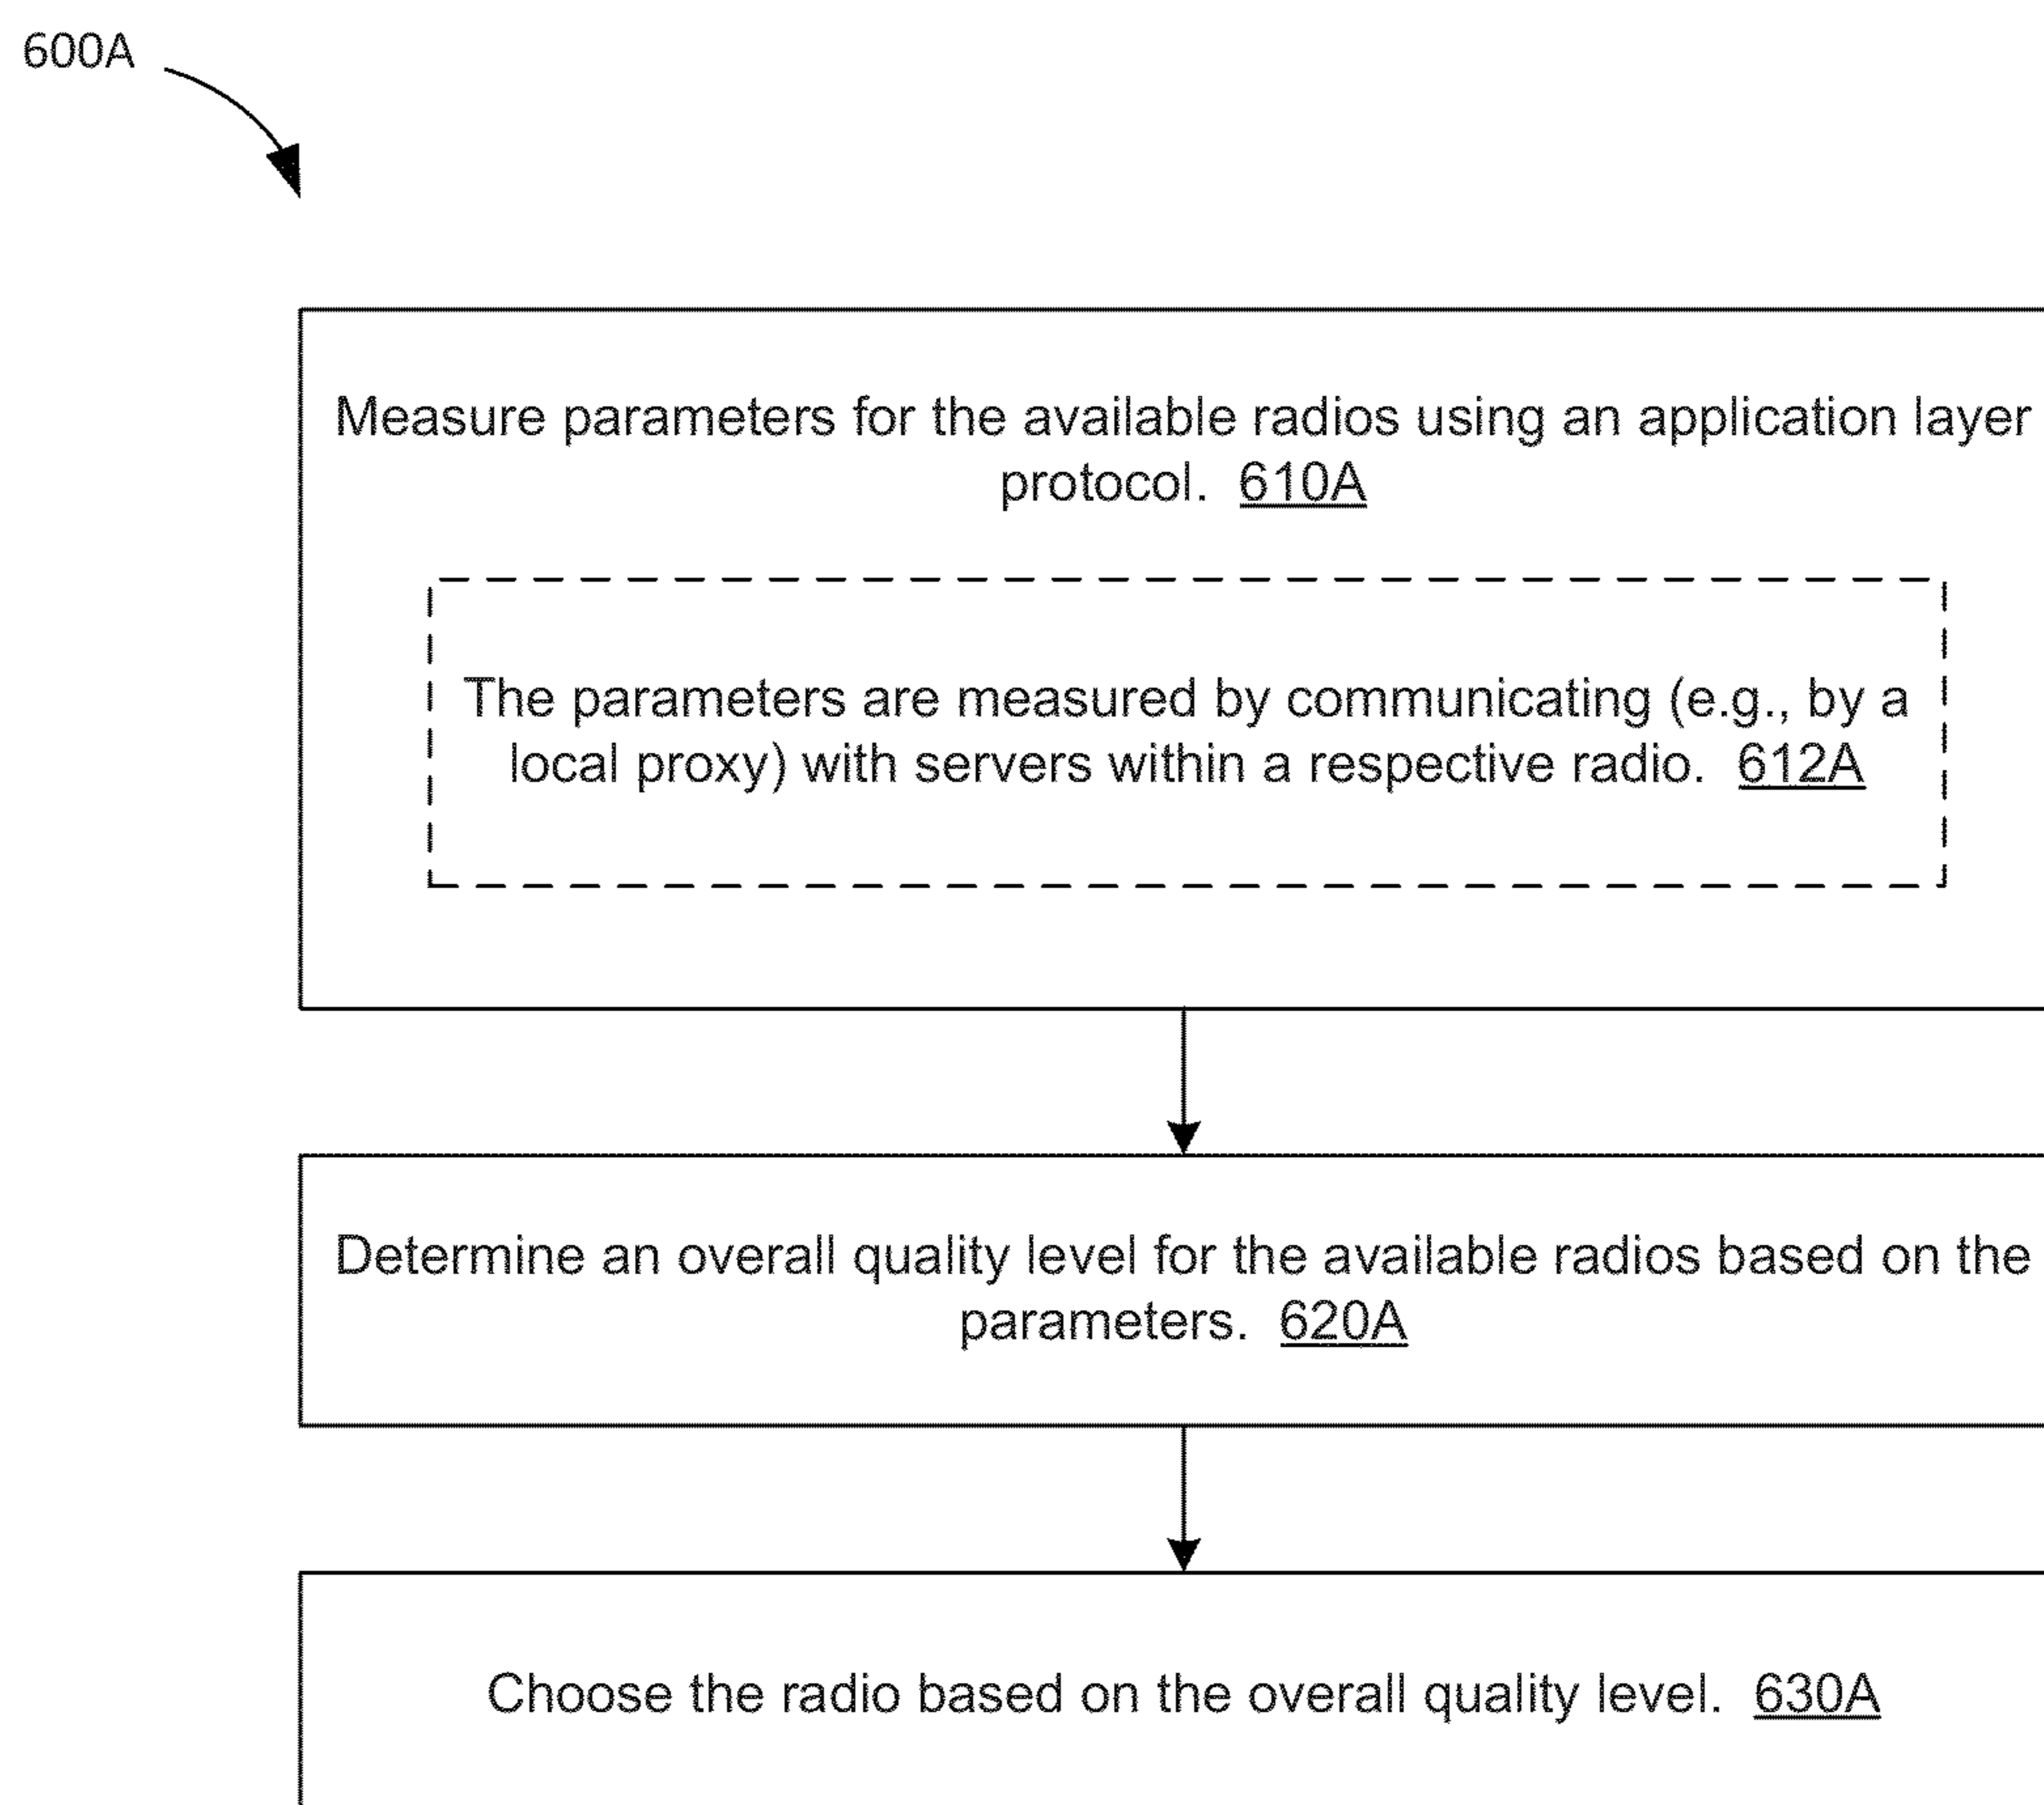 600A
Measure parameters for the available radios using an application layer
protocol. 610A
The parameters are measured by communicating (e.g., by a
local proxy) with servers within a respective radio. 612A
Determine an overall quality level for the available radios based on the
parameters. 620A
Choose the radio based on the overall quality level. 630A